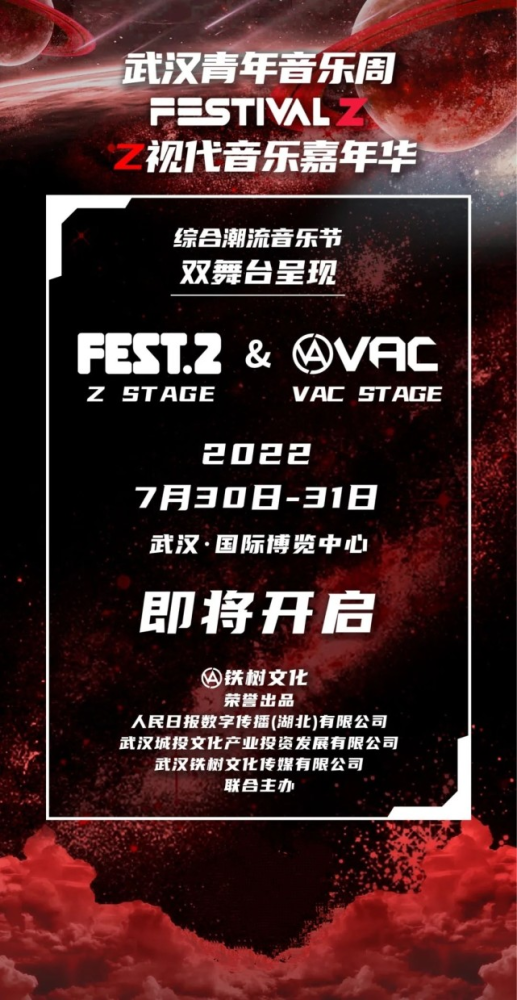 武汉青年音乐周
FESTIVAL Z
Z视代音乐嘉年华
综合潮流音乐节
双舞台呈现
FEST.2 & VAC
Z STAGE VAC STAGE
2022
7月30日-31日
武汉·国际博览中心
即将开启
铁树文化
荣誉出品
人民日报数字传播(湖北)有限公司
武汉城投文化产业投资发展有限公司
武汉铁树文化传媒有限公司
联合主办